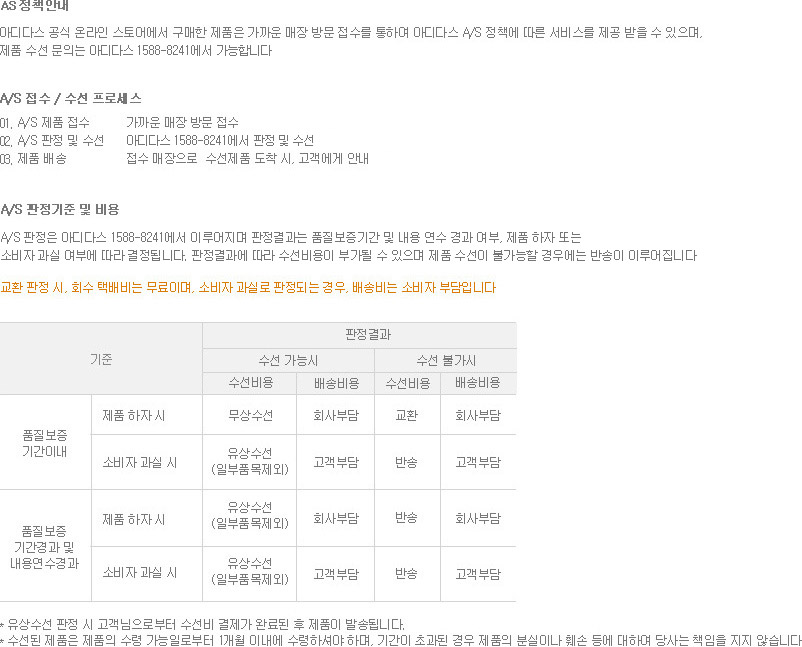 AS 정책안내
아디다스 공식 온라인 스토어에서 구매한 제품은 가까운 매장 방문 접수를 통하여 아디다스 A/S 정책에 따른 서비스를 제공 받을 수 있으며,
제품 수선 문의는 아디다스 1588-8241에서 가능합니다
A/S 접수 / 수선 프로세스
01. A/S 제품 접수 가까운 매장 방문 접수
02. A/S 판정 및 수선 아디다스 1588-8241에서 판정 및 수선
03. 제품 배송 접수 매장으로 수선제품 도착 시, 고객에게 안내
A/S 판정기준 및 비용
A/S 판정은 아디다스 1588-8241에서 이루어지며 판정결과는 품질보증기간 및 내용 연수 경과 여부, 제품 하자 또는
소비자 과실 여부에 따라 결정됩니다. 판정결과에 따라 수선비용이 부가될 수 있으며 제품 수선이 불가능할 경우에는 반송이 이루어집니다
교환 판정 시, 회수 택배비는 무료이며, 소비자 과실로 판정되는 경우, 배송비는 소비자 부담입니다
기준 판정결과
수선 가능시 수선 불가시
수선비용 배송비용 수선비용 배송비용
품질보증
기간이내
제품 하자 시 무상수선 회사부담 교환 회사부담
소비자 과실 시 유상수선
(일부품목제외) 고객부담 반송 고객부담
품질보증
기간경과 및
내용연수경과
제품 하자 시 유상수선
(일부품목제외) 회사부담 반송 회사부담
소비자 과실 시 유상수선
(일부품목제외) 고객부담 반송 고객부담
* 유상수선 판정 시 고객님으로부터 수선비 결제가 완료된 후 제품이 발송됩니다.
* 수선된 제품은 제품의 수령 가능일로부터 1개월 이내에 수령하셔야 하며, 기간이 초과된 경우 제품의 분실이나 훼손 등에 대하여 당사는 책임을 지지 않습니다